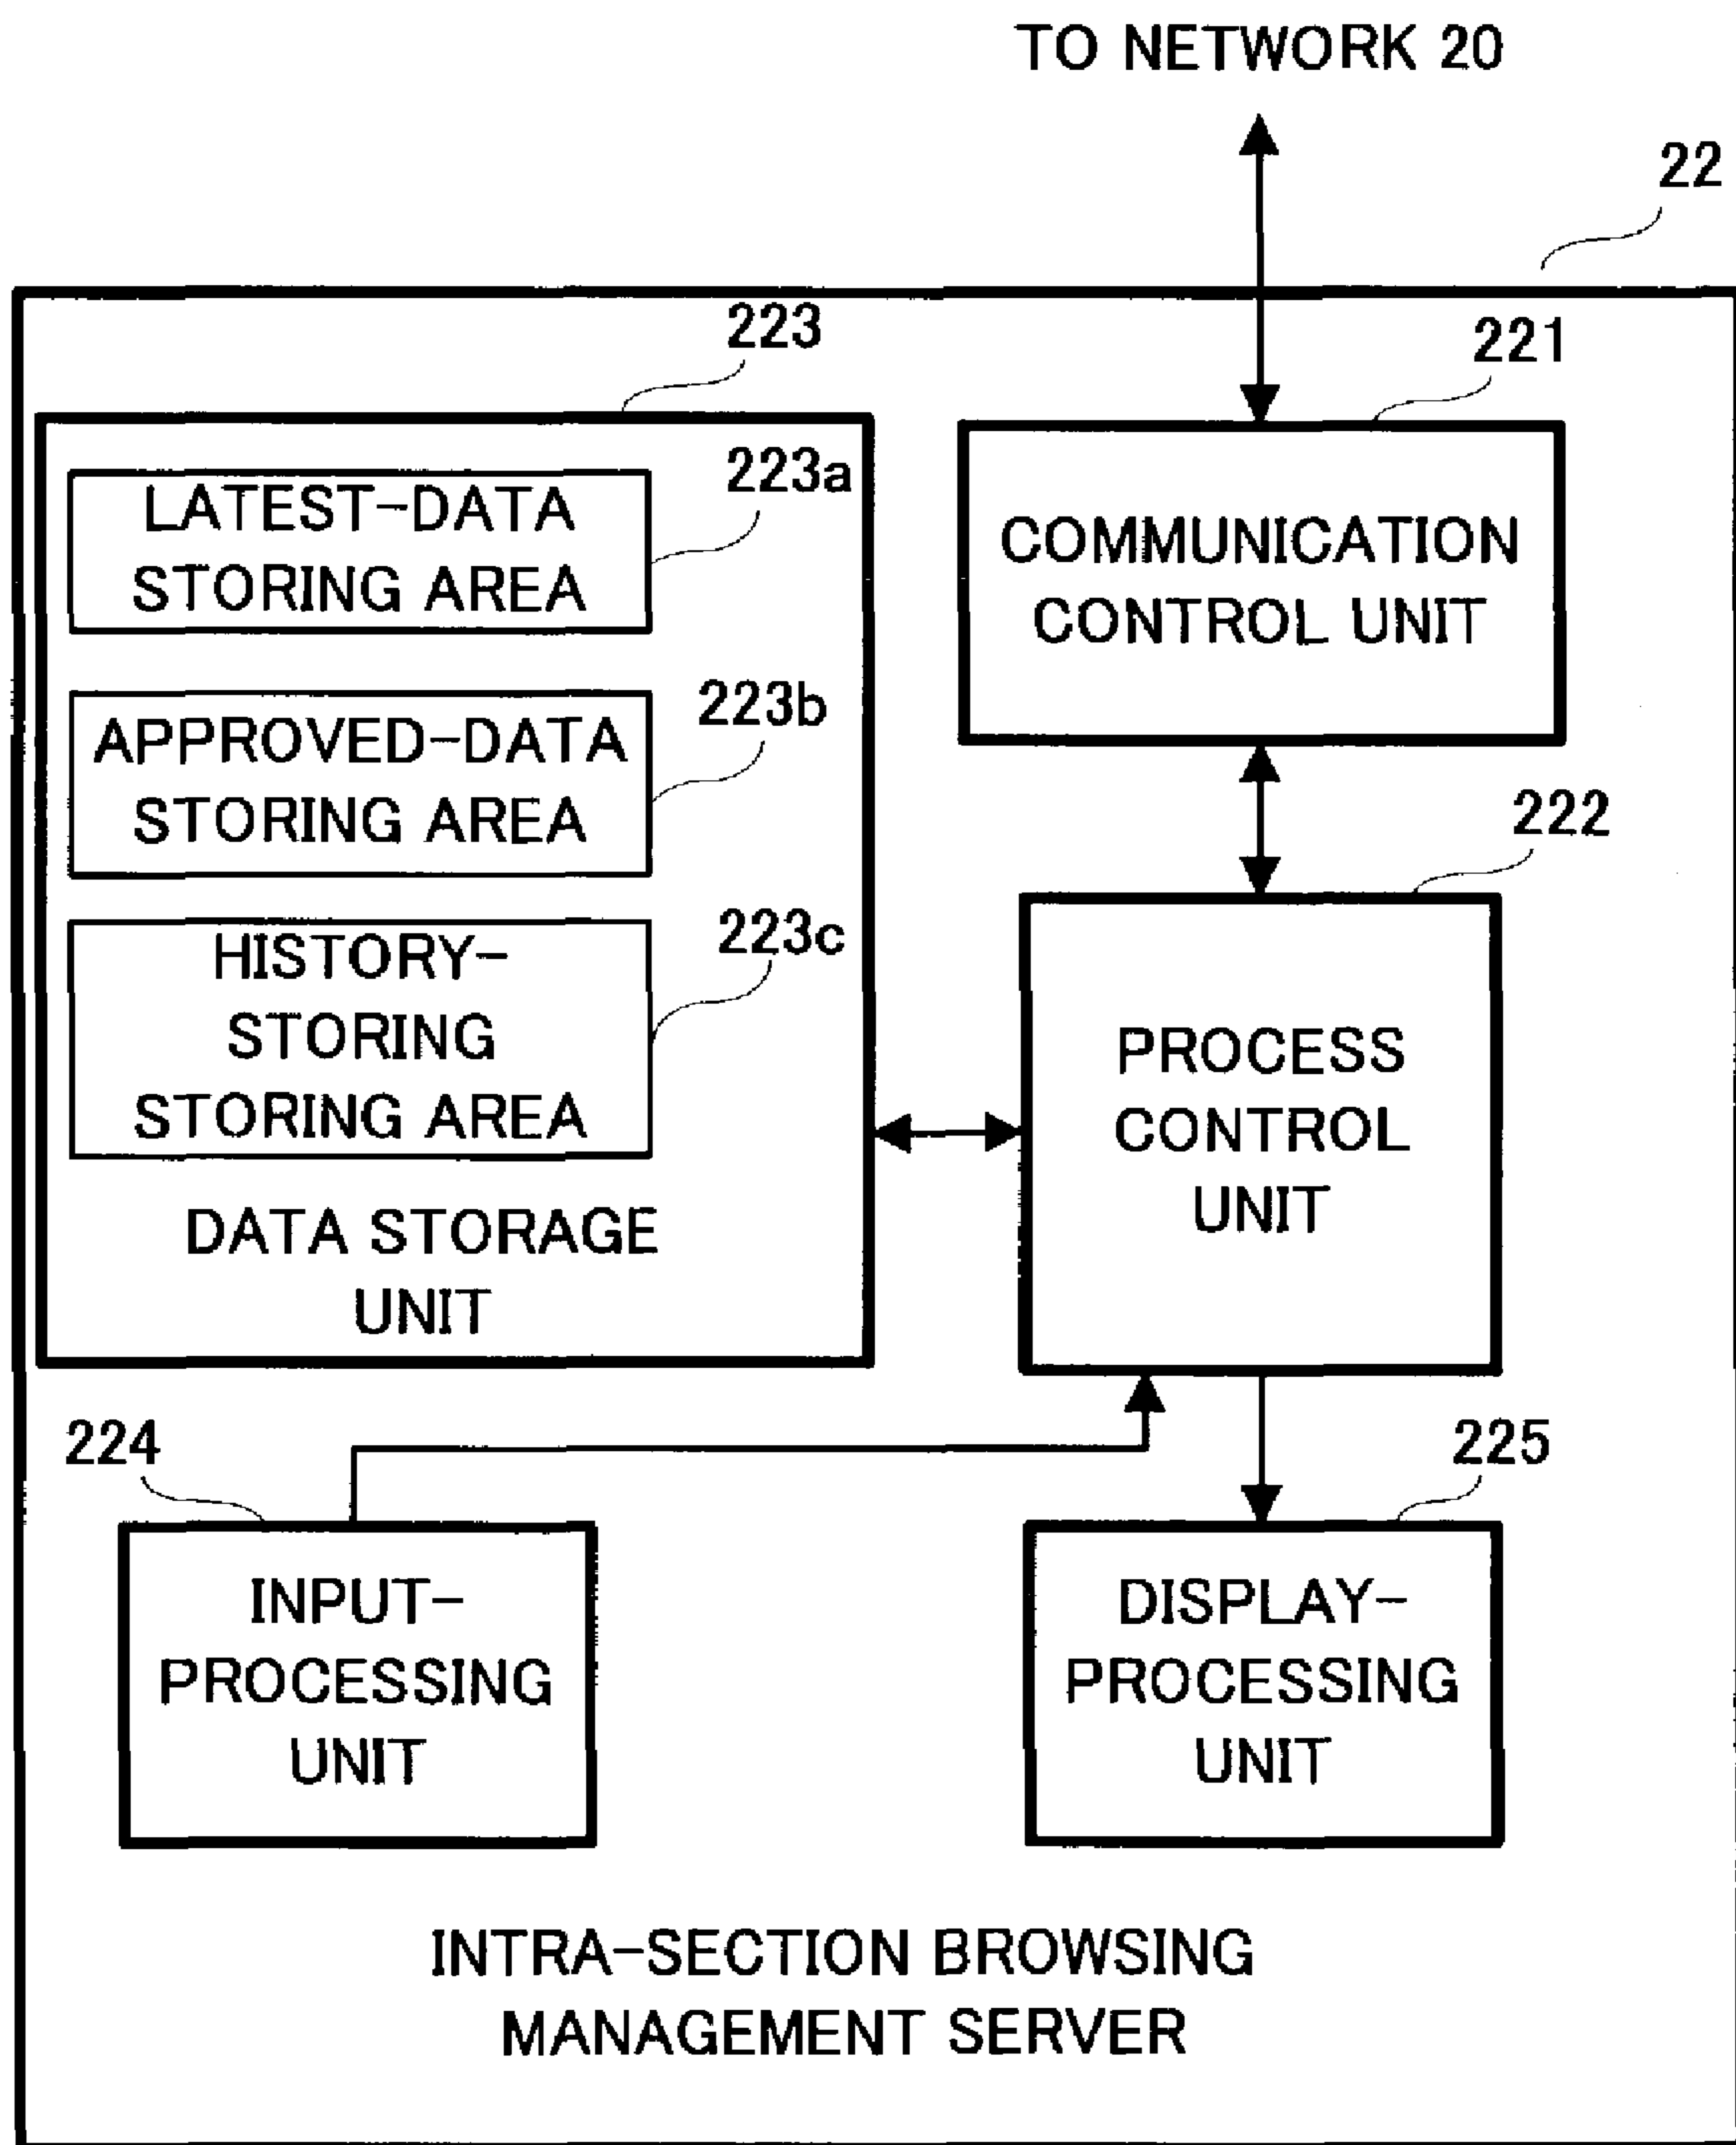 TO NETWORK 20
22
223
221
223a
LATEST-DATA
STORING AREA
COMMUNICATION
CONTROL UNIT
223b
APPROVED-DATA
STORING AREA
222
223c
HISTORY-
STORING
STORING AREA
PROCESS
CONTROL
UNIT
DATA STORAGE
UNIT
224
225
INPUT-
PROCESSING
UNIT
DISPLAY-
PROCESSING
UNIT
INTRA-SECTION BROWSING
MANAGEMENT SERVER